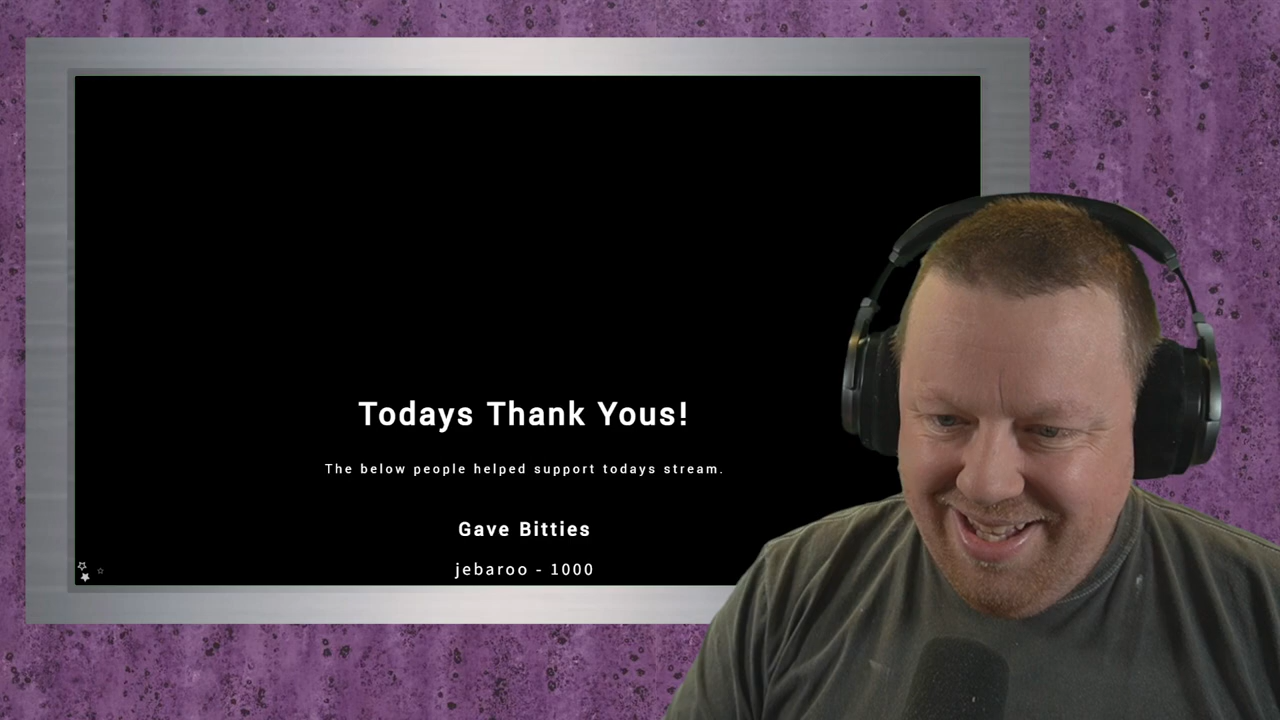 Todays Thank Yous!
The below people helped support todays stream.
Gave Bitties
jebaroo - 1000